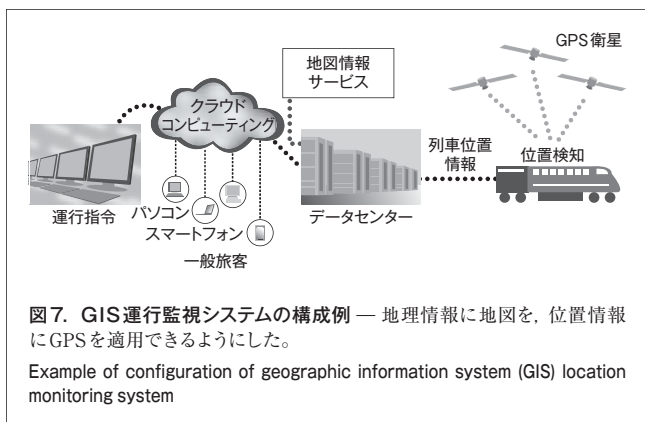 GPS衛星
地図情報
サービス
クラウド
コンピューティング
列車位置
情報
位置検知
運行指令
パソコン
スマートフォン
一般旅客
データセンター
図7. GIS運行監視システムの構成例 — 地理情報に地図を，位置情報
にGPSを適用できるようにした。
Example of configuration of geographic information system (GIS) location
monitoring system